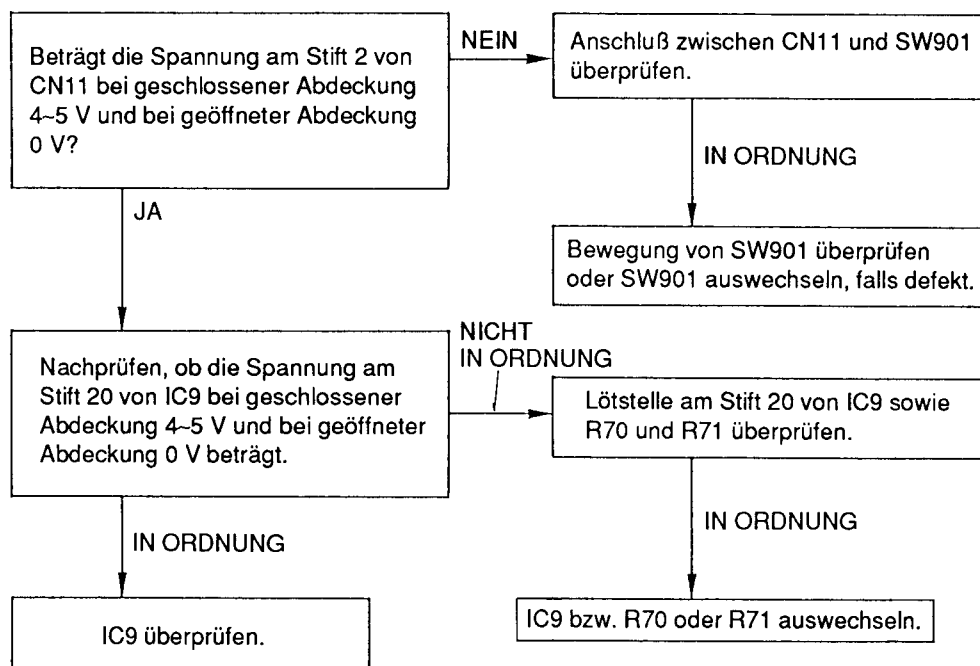 Beträgt die Spannung am Stift 2 von
CN11 bei geschlossener Abdeckung
4~5 V und bei geöffneter Abdeckung
0 V?
NEIN
Anschluß zwischen CN11 und SW901
überprüfen.
IN ORDNUNG
Bewegung von SW901 überprüfen
oder SW901 auswechseln, falls defekt.
JA
Nachprüfen, ob die Spannung am
Stift 20 von IC9 bei geschlossener
Abdeckung 4~5 V und bei geöffneter
Abdeckung 0 V beträgt.
NICHT
IN ORDNUNG
Lötstelle am Stift 20 von IC9 sowie
R70 und R71 überprüfen.
IN ORDNUNG
IC9 bzw. R70 oder R71 auswechseln.
IN ORDNUNG
IC9 überprüfen.